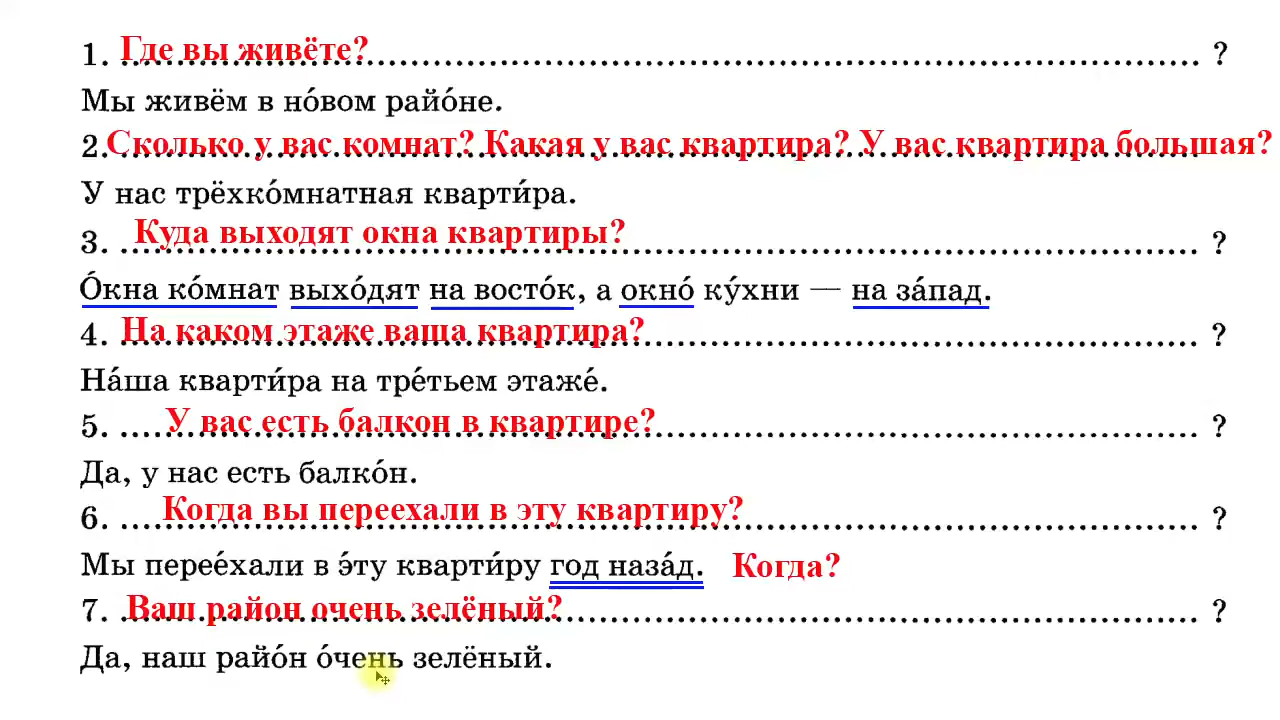 1. Где вы живёте? ?
Мы живём в но́вом райо́не.
2. Сколько у вас комнат? Какая у вас квартира? У вас квартира большая?
У нас трёхко́мнатная кварти́ра.
3. Куда выходят окна квартиры? ?
О́кна ко́мнат выхо́дят на восто́к, а окно́ ку́хни — на за́пад.
4. На каком этаже ваша квартира? ?
На́ша кварти́ра на тре́тьем этаже́.
5. У вас есть балкон в квартире? ?
Да, у нас есть балко́н.
6. Когда вы переехали в эту квартиру? ?
Мы перее́хали в э́ту кварти́ру год наза́д. Когда?
7. Ваш район очень зелёный? ?
Да, наш райо́н о́чень зелёный.